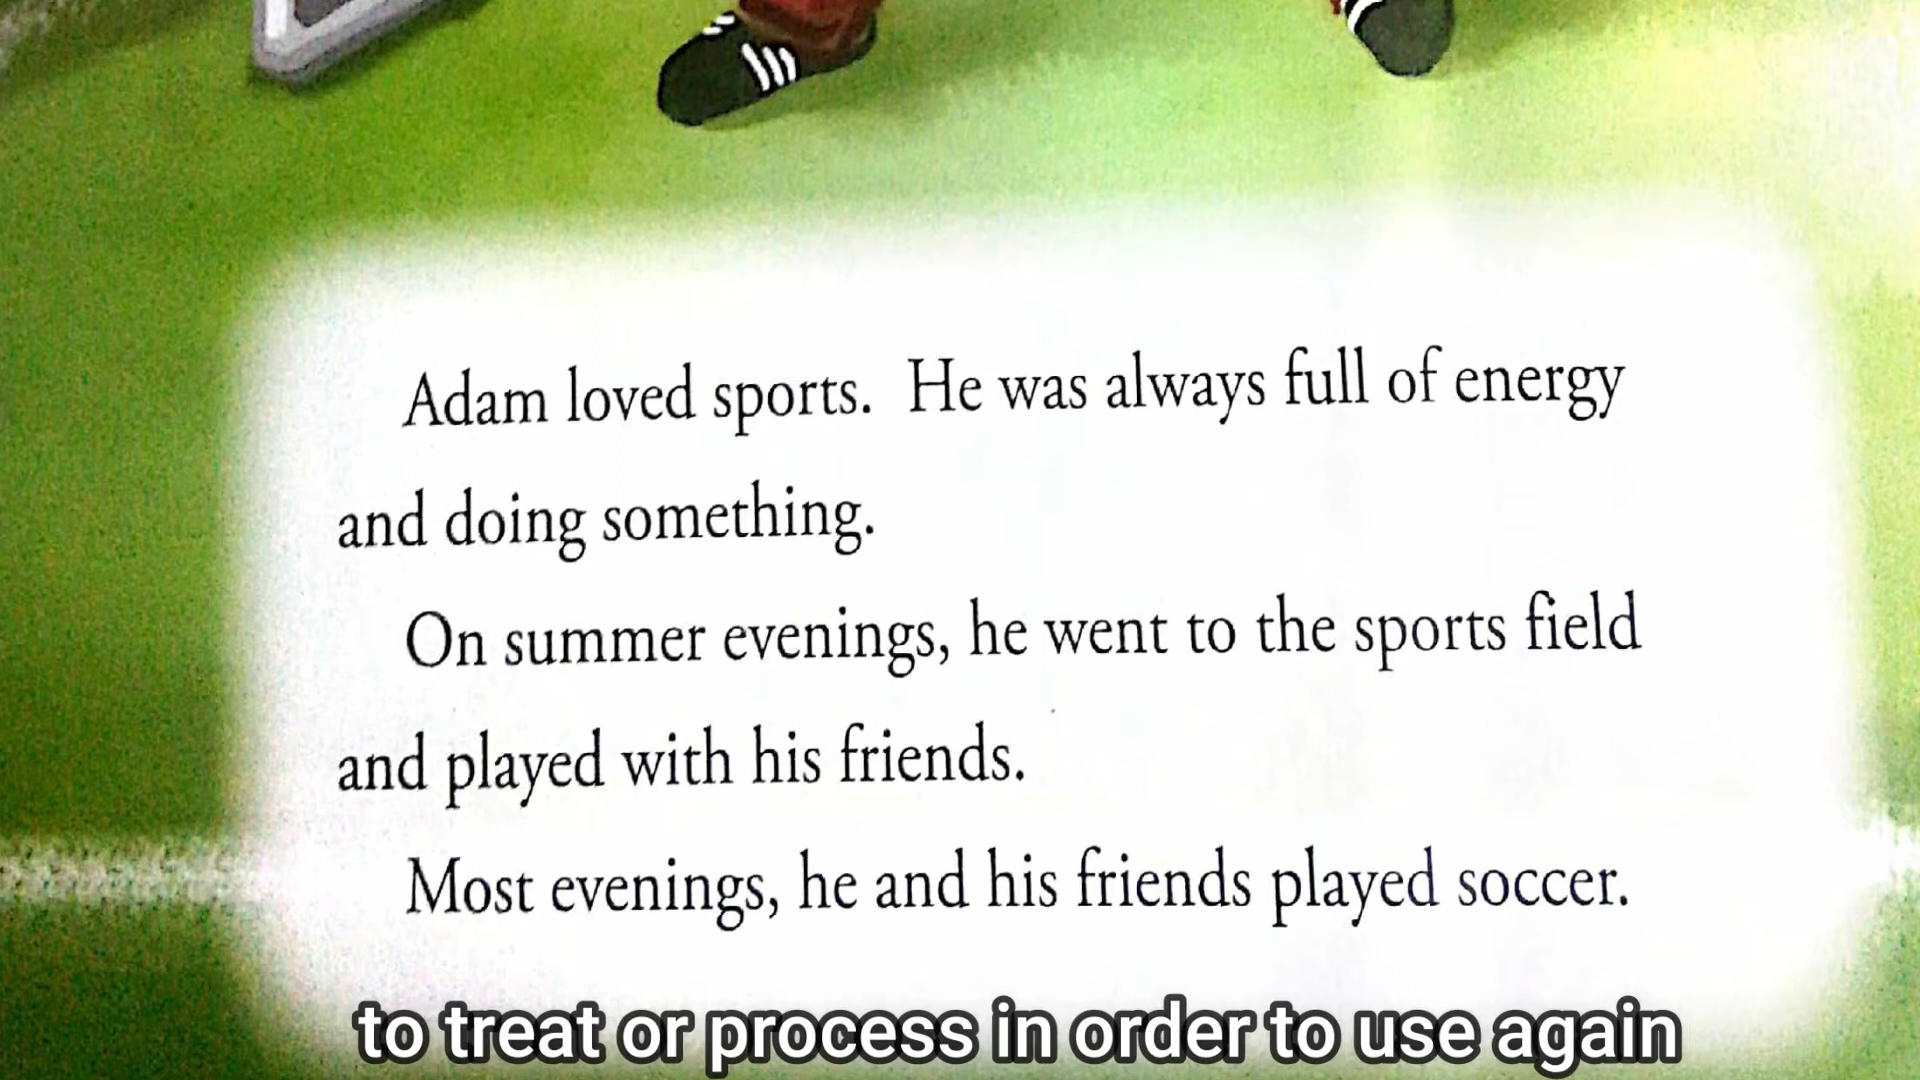 Adam loved sports. He was always full of energy
and doing something.
On summer evenings, he went to the sports field
and played with his friends.
Most evenings, he and his friends played soccer.
to treat or process in order to use again